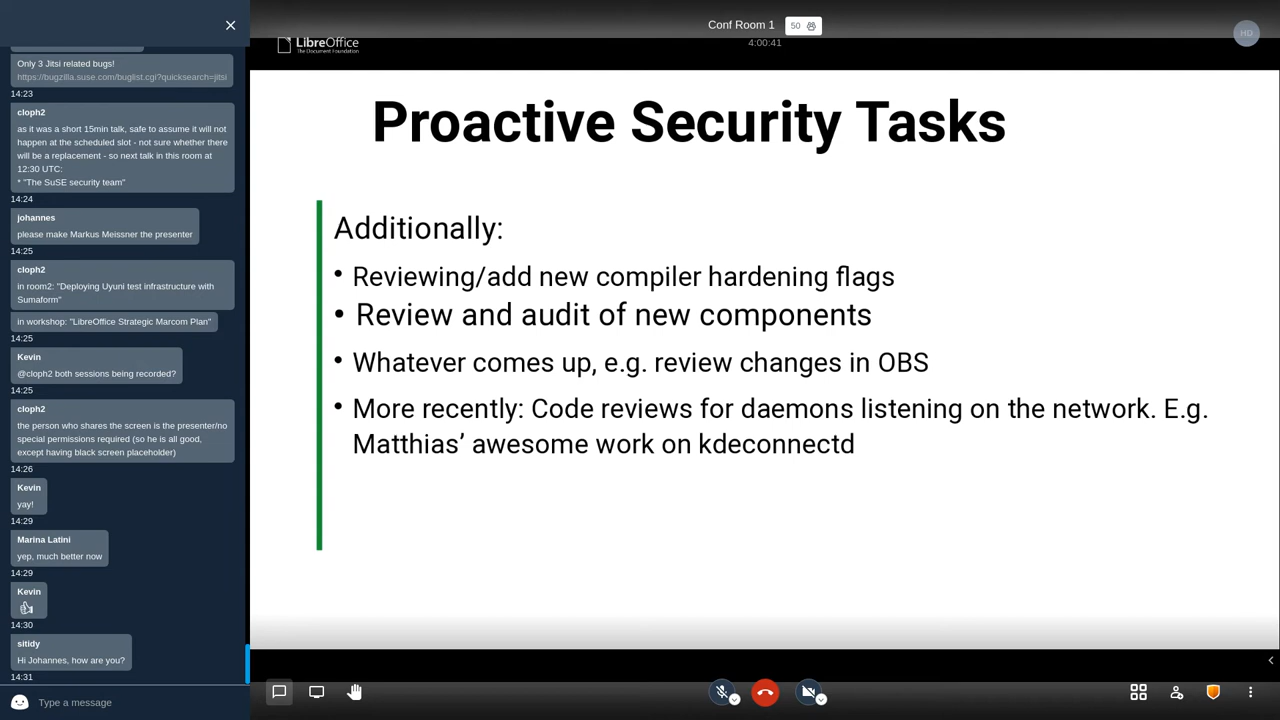 Only 3 Jitsi related bugs!
https://bugzilla.suse.com/buglist.cgi?quicksearch=jitsi
14:23
cloph2
as it was a short 15min talk, safe to assume it will not
happen at the scheduled slot - not sure whether there
will be a replacement - so next talk in this room at
12:30 UTC:
* "The SuSE security team"
14:24
johannes
please make Markus Meissner the presenter
14:25
cloph2
in room2: "Deploying Uyuni test infrastructure with
Sumaform"
in workshop: "LibreOffice Strategic Marcom Plan"
14:25
Kevin
@cloph2 both sessions being recorded?
14:25
cloph2
the person who shares the screen is the presenter/no
special permissions required (so he is all good,
except having black screen placeholder)
14:26
Kevin
yay!
14:29
Marina Latini
yep, much better now
14:29
Kevin
14:30
sitidy
Hi Johannes, how are you?
14:31
Type a message
Conf Room 1
50
4:00:41
HD
LibreOffice
The Document Foundation
Proactive Security Tasks
Additionally:
• Reviewing/add new compiler hardening flags
• Review and audit of new components
• Whatever comes up, e.g. review changes in OBS
• More recently: Code reviews for daemons listening on the network. E.g.
Matthias’ awesome work on kdeconnectd